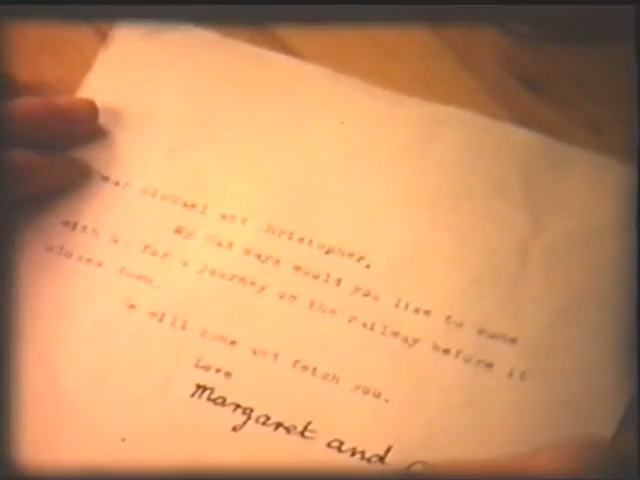 Dear Michael and Christopher,
My Dad says would you like to come
with us for a journey on the railway before it
closes down.
We will come and fetch you.
Love
Margaret and